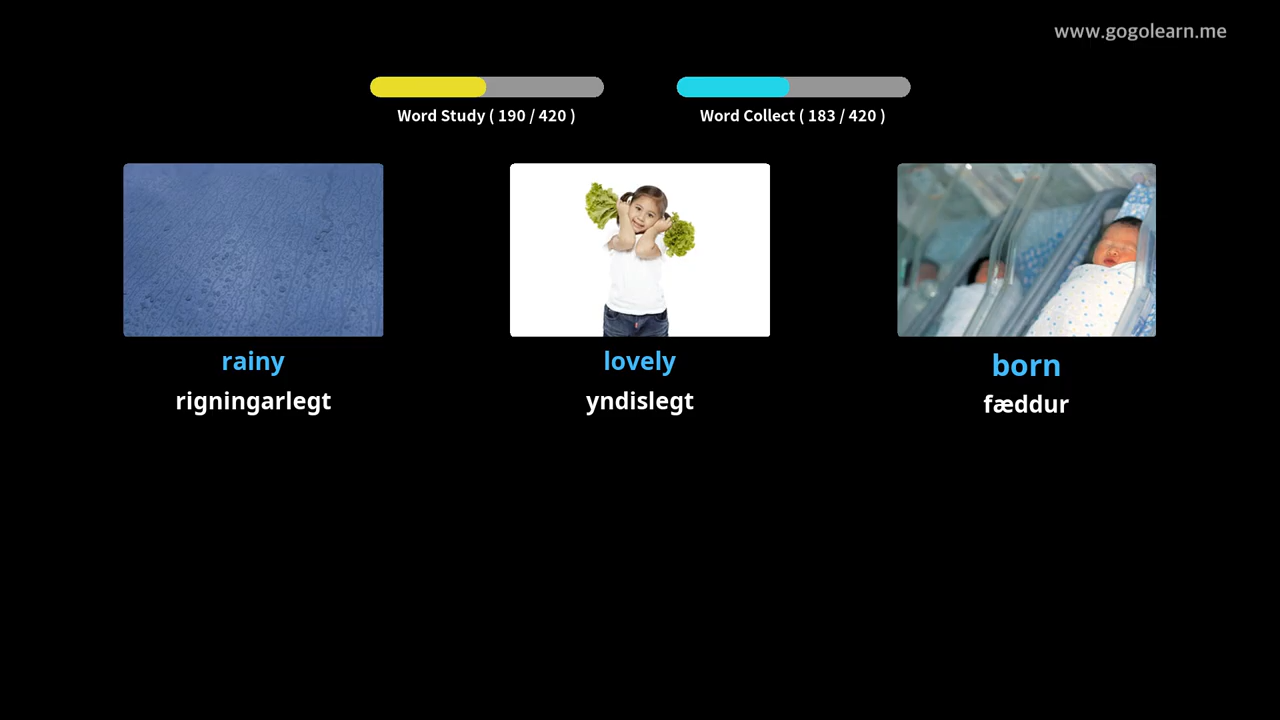 www.gogolearn.me
Word Study ( 190 / 420 )
Word Collect ( 183 / 420 )
rainy
rigningarlegt
lovely
yndislegt
born
fæddur